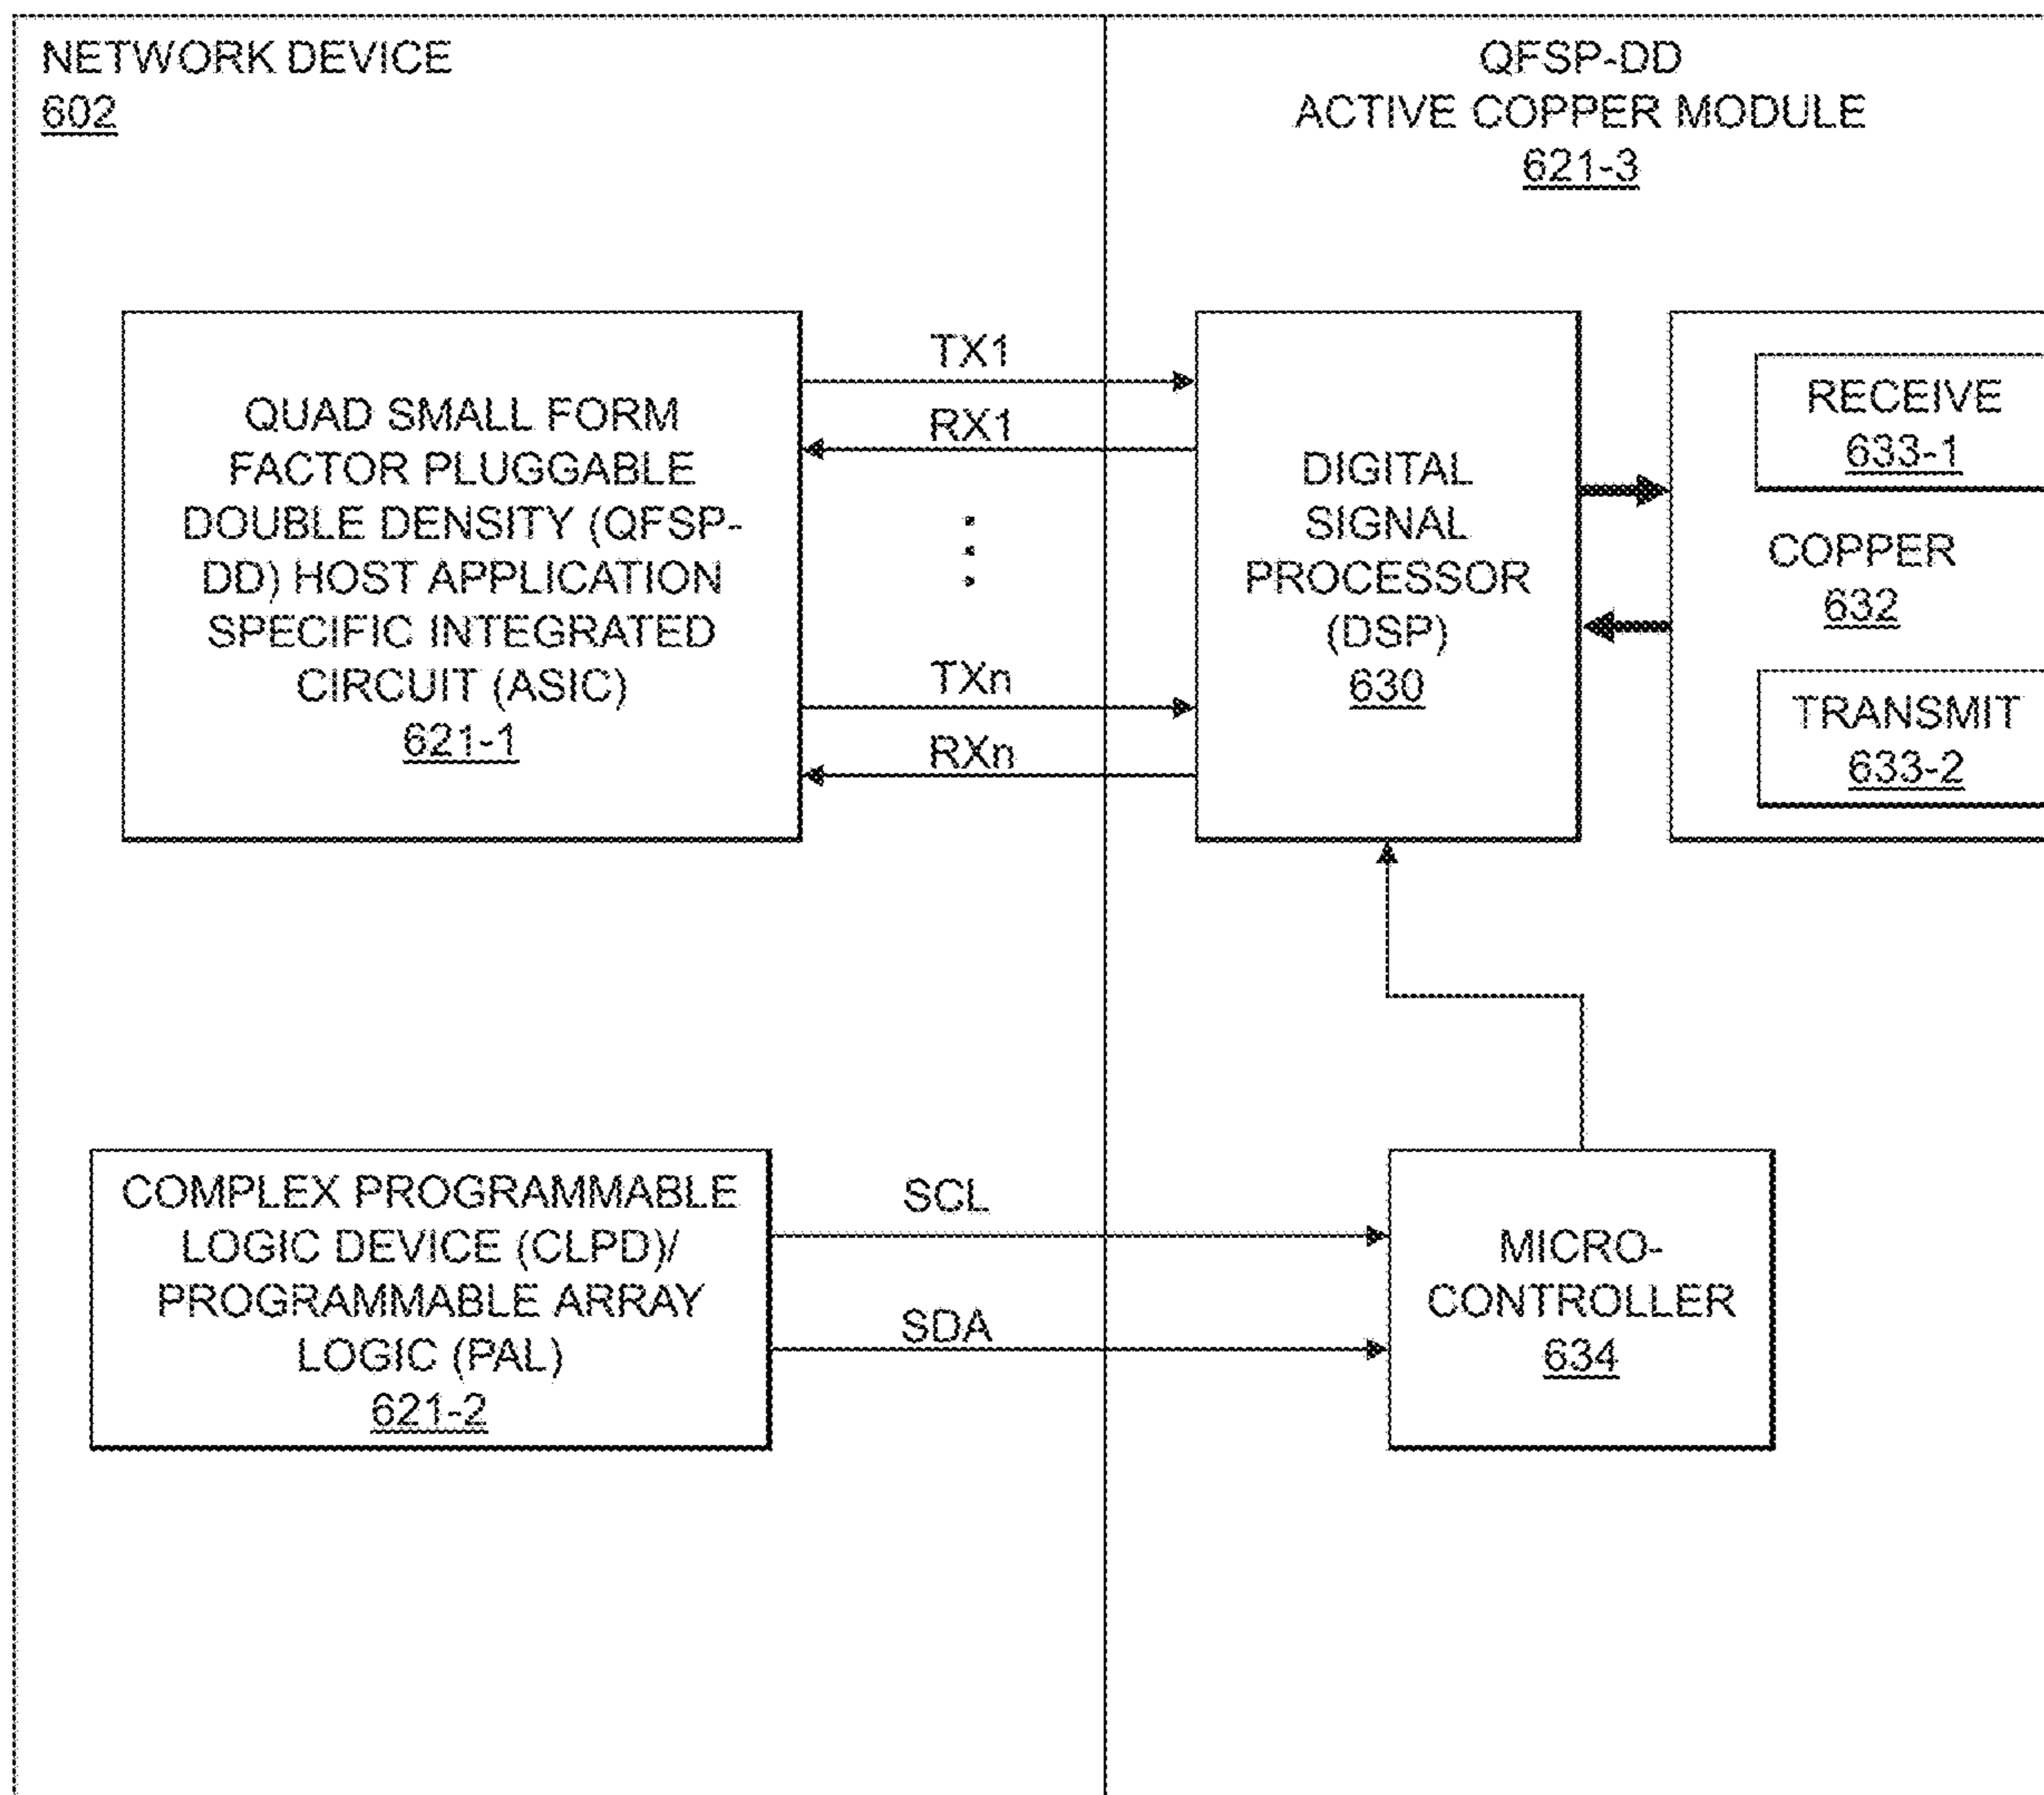 NETWORK DEVICE
602
QFSP-DD
ACTIVE COPPER MODULE
621-3
QUAD SMALL FORM
FACTOR PLUGGABLE
DOUBLE DENSITY (QFSP-
DD) HOST APPLICATION
SPECIFIC INTEGRATED
CIRCUIT (ASIC)
621-1
TX1
RX1
TXn
RXn
DIGITAL
SIGNAL
PROCESSOR
(DSP)
630
RECEIVE
633-1
COPPER
632
TRANSMIT
633-2
COMPLEX PROGRAMMABLE
LOGIC DEVICE (CLPD)/
PROGRAMMABLE ARRAY
LOGIC (PAL)
621-2
SCL
SDA
MICRO-
CONTROLLER
634